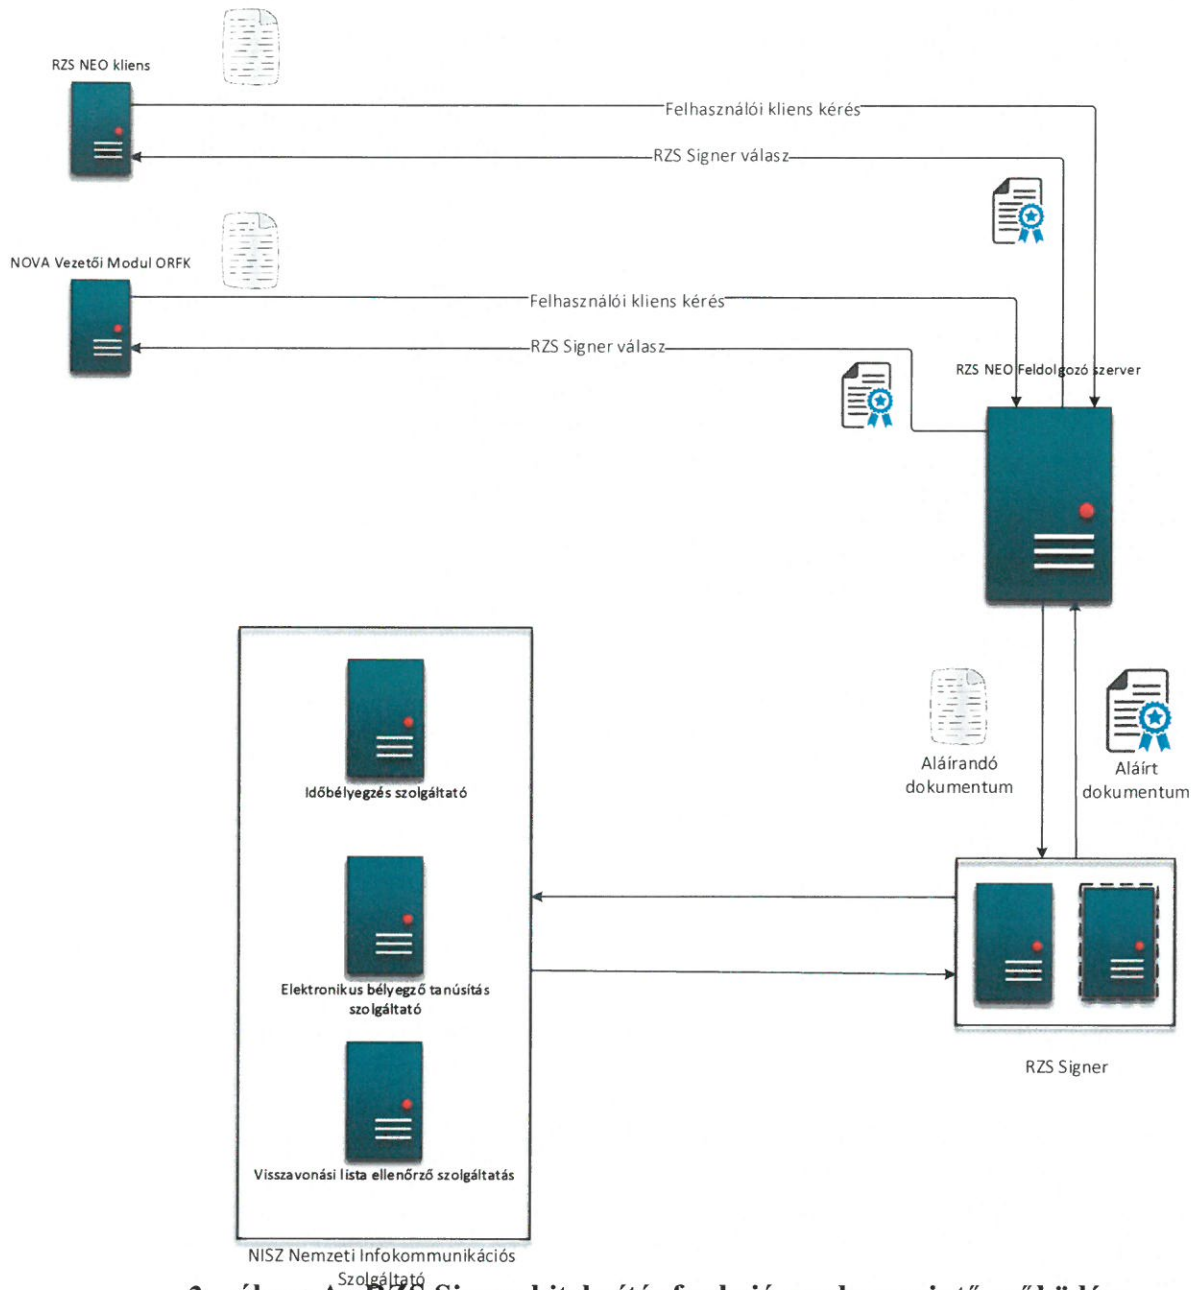 RZS NEO kliens
Felhasználói kliens kérés
RZS Signer válasz
NOVA Vezetői Modul ORFK
Felhasználói kliens kérés
RZS Signer válasz
RZS NEO Feldolgozó szerver
Időbélyegzés szolgáltató
Aláírandó
dokumentum
Aláírt
dokumentum
Elektronikus bélyegző tanúsítás
szolgáltató
RZS Signer
Visszavonási lista ellenőrző szolgáltatás
NISZ Nemzeti Infokommunikációs
Szolgáltató
RZS Signer